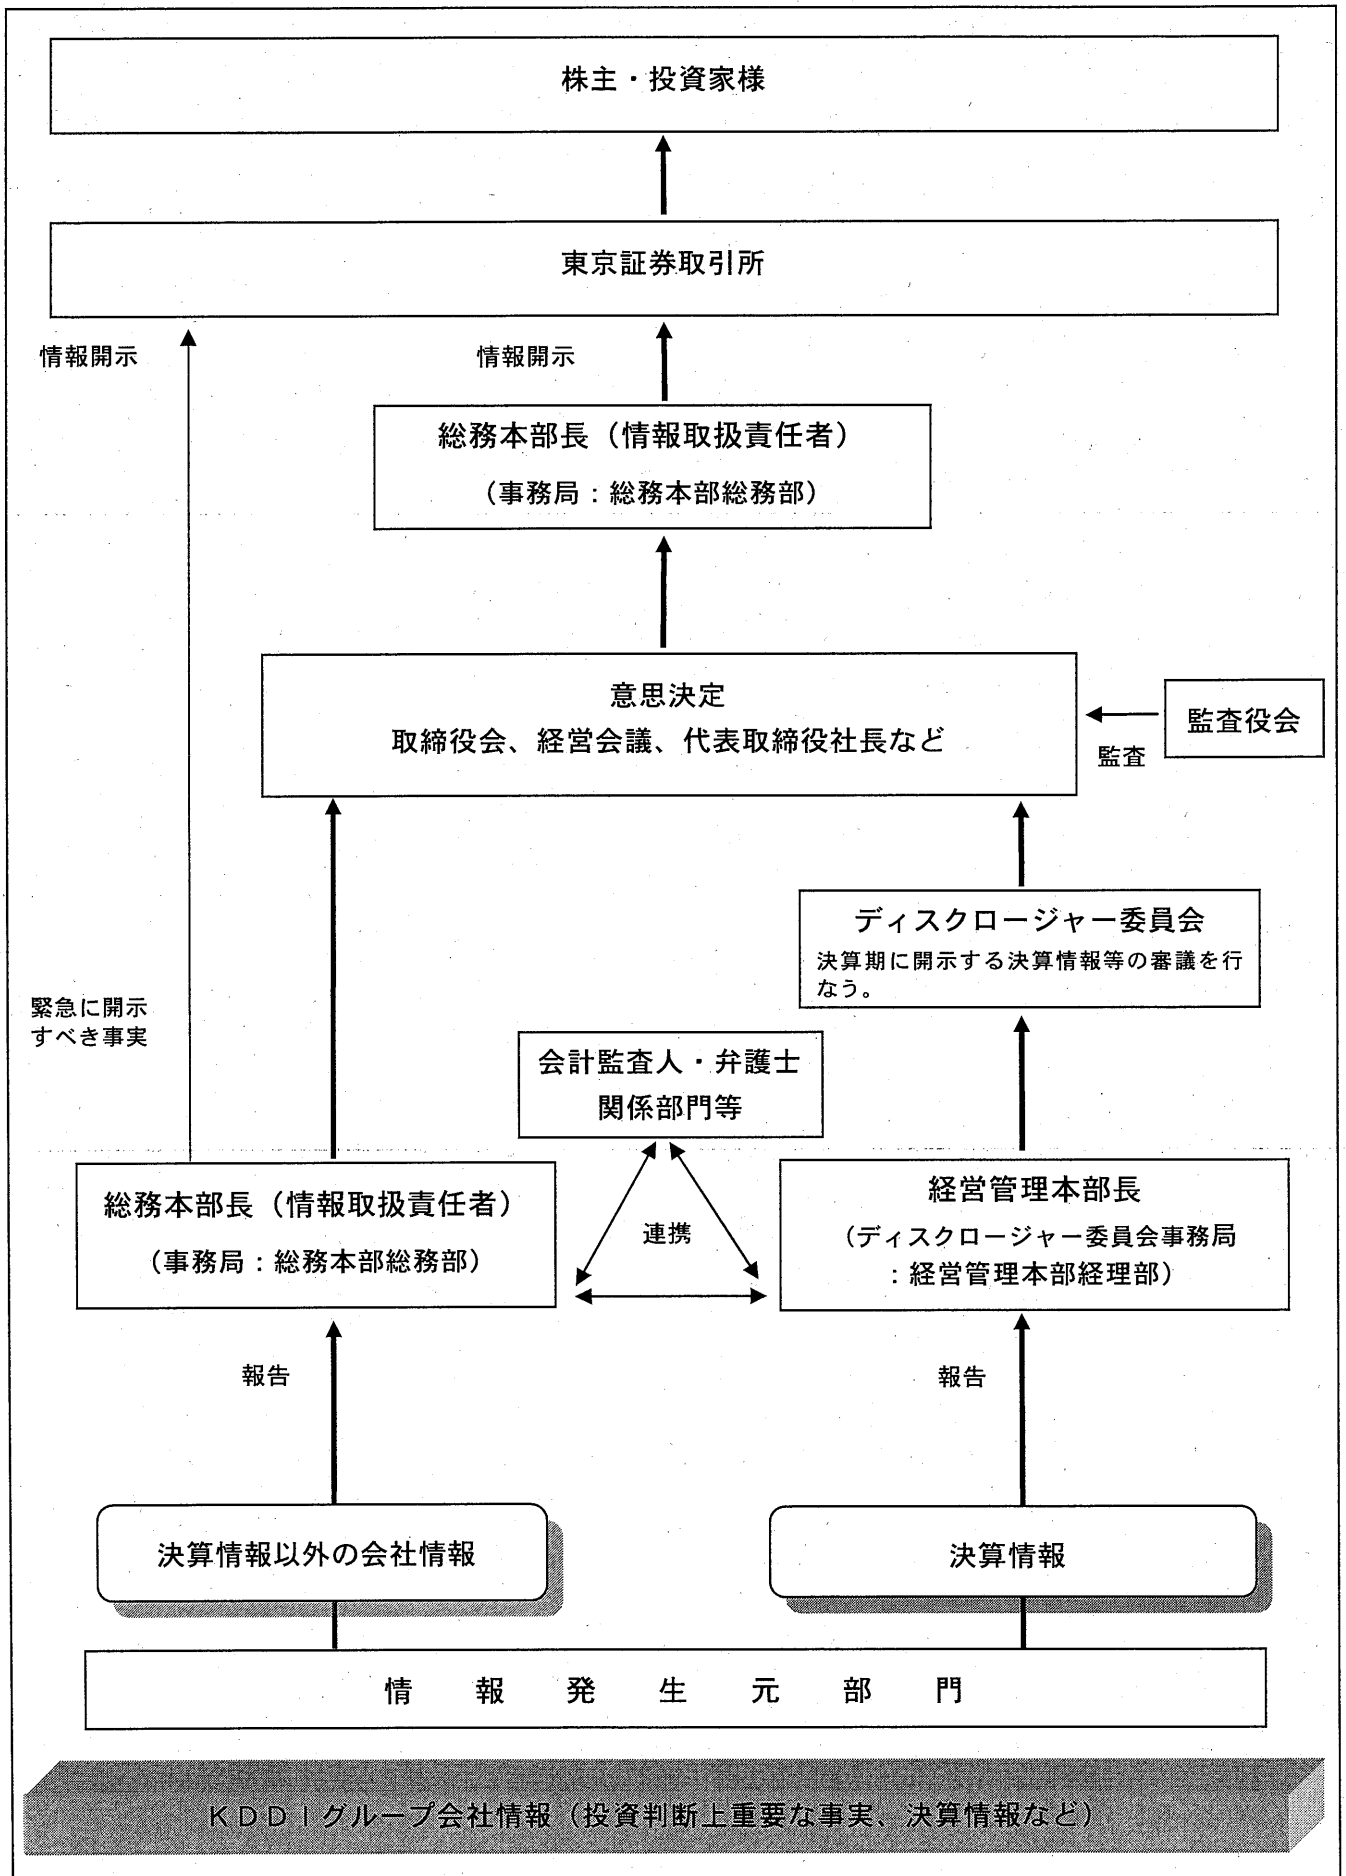 株主・投資家様
東京証券取引所
情報開示
情報開示
総務本部長（情報取扱責任者）
（事務局：総務本部総務部）
意思決定
取締役会、経営会議、代表取締役社長など
監査役会
監査
ディスクロージャー委員会
決算期に開示する決算情報等の審議を行
なう。
緊急に開示
すべき事実
会計監査人・弁護士
関係部門等
総務本部長（情報取扱責任者）
（事務局：総務本部総務部）
連携
経営管理本部長
（ディスクロージャー委員会事務局
：経営管理本部経理部）
報告
報告
決算情報以外の会社情報
決算情報
情報発生元部門
ＫＤＤＩグループ会社情報（投資判断上重要な事実、決算情報など）